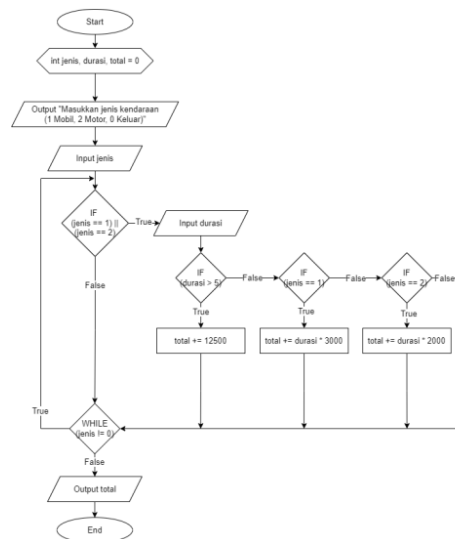 Start
int jenis, durasi, total = 0
Output "Masukkan jenis kendaraan
(1 Mobil, 2 Motor, 0 Keluar)"
Input jenis
IF
(jenis == 1) ||
(jenis == 2)
True
Input durasi
False
IF
(durasi > 5)
False
IF
(jenis == 1)
False
IF
(jenis == 2)
False
True
True
True
total += 12500
total += durasi * 3000
total += durasi * 2000
True
WHILE
(jenis != 0)
False
Output total
End